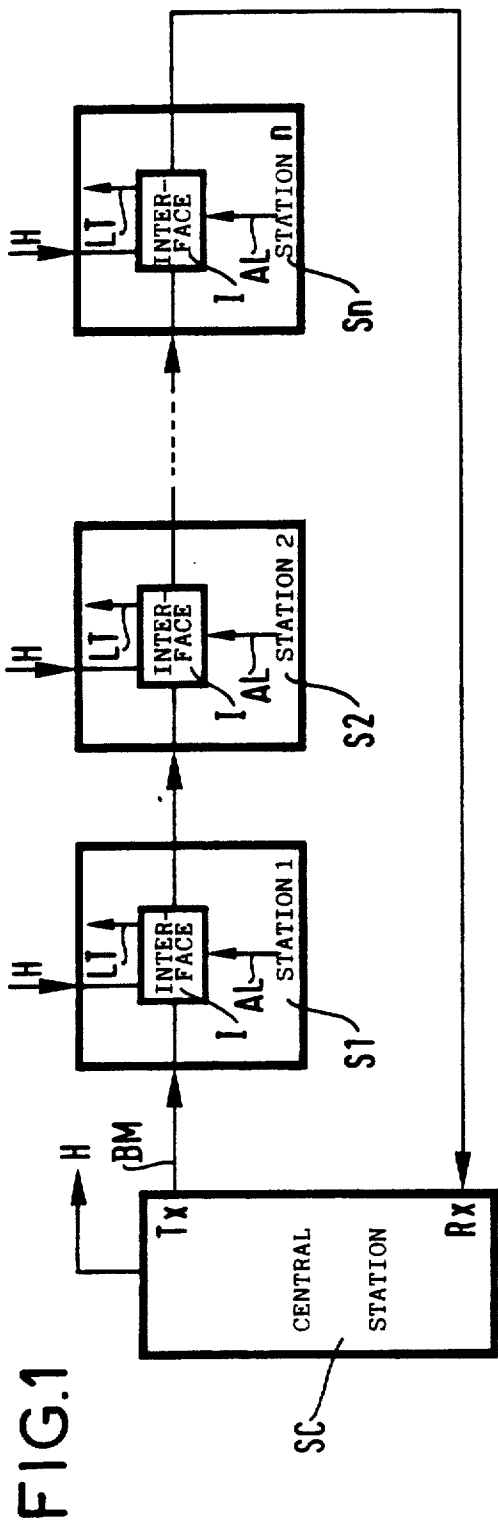 FIG.1
SC
CENTRAL
STATION
Tx
Rx
H
BM
H
LT
INTER-
FACE
I
AL
STATION 1
S1
H
LT
INTER-
FACE
I
AL
STATION 2
S2
H
LT
INTER-
FACE
I
AL
STATION n
Sn